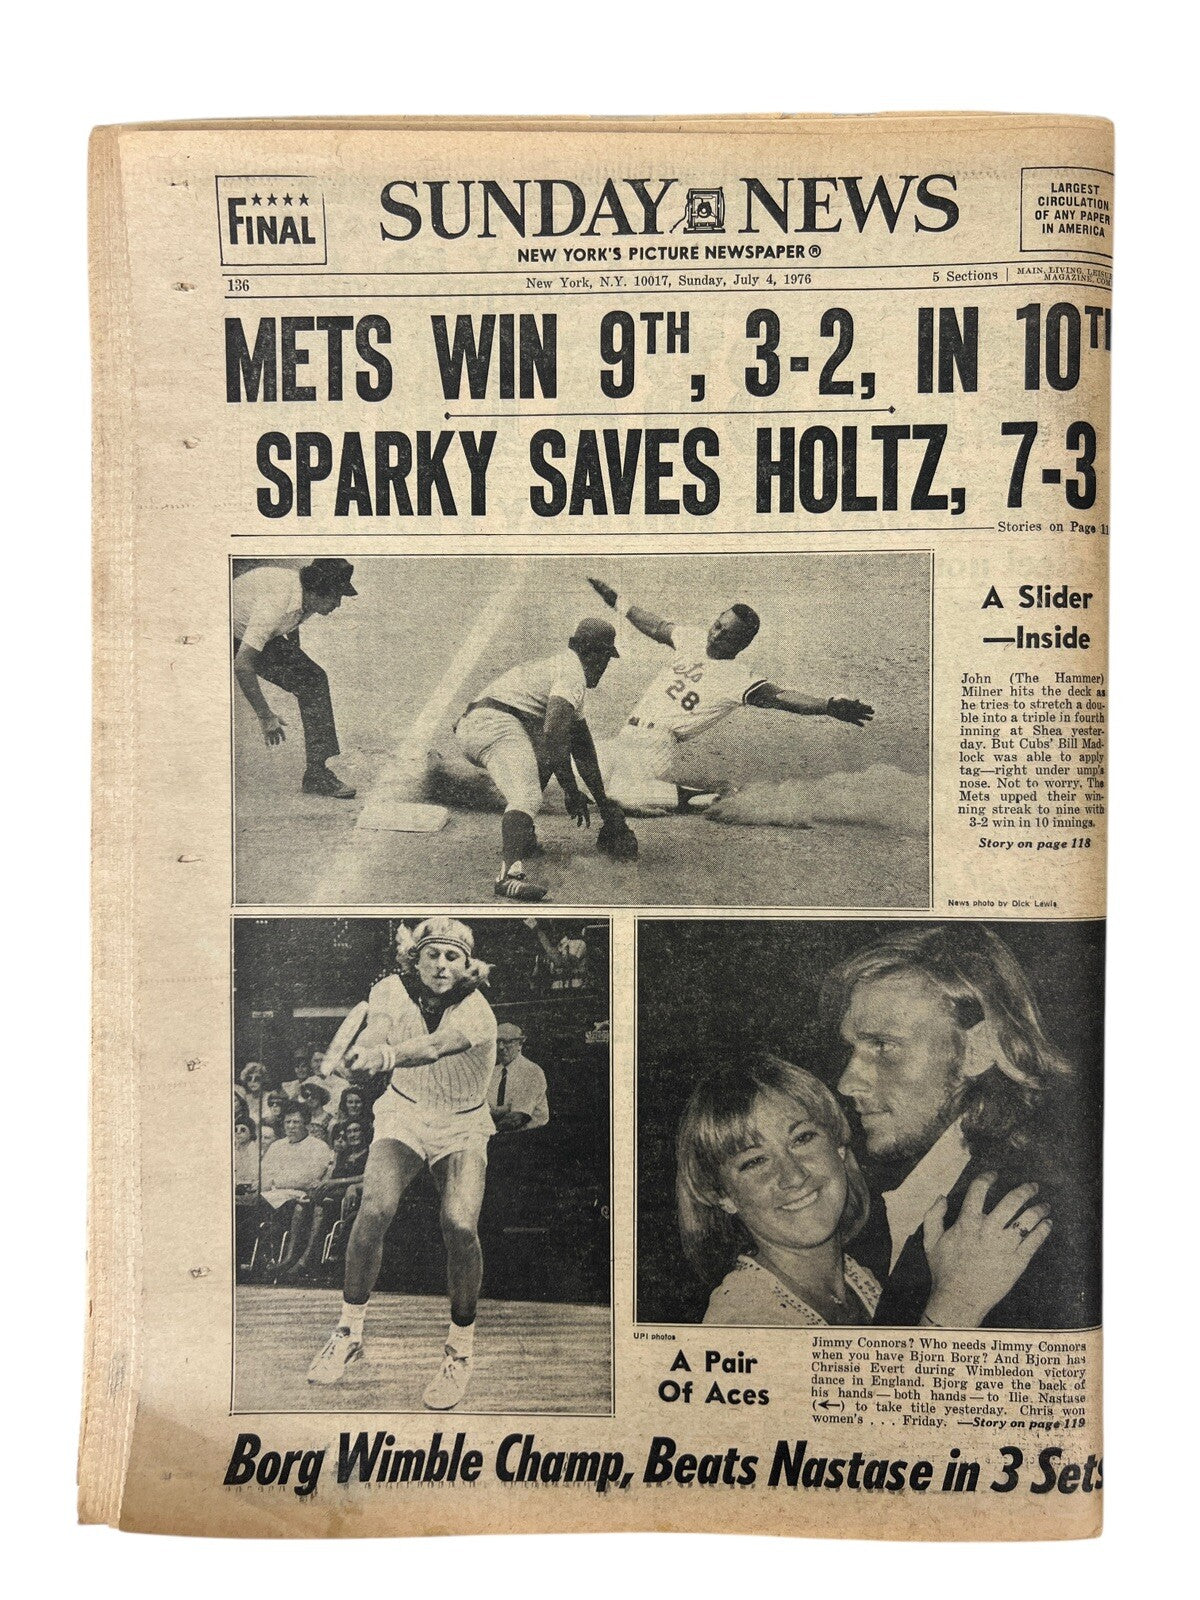 ★★★★
FINAL
SUNDAY NEWS
NEW YORK'S PICTURE NEWSPAPER®
LARGEST
CIRCULATION
OF ANY PAPER
IN AMERICA
136
New York, N.Y. 10017, Sunday, July 4, 1976
5 Sections
MAIN, LIVING,
MAGAZINE,
METS WIN 9TH, 3-2, IN 10TH
SPARKY SAVES HOLTZ, 7-3
Stories on Page 11
A Slider
—Inside
John (The Hammer)
Milner hits the deck as
he tries to stretch a dou-
ble into a triple in fourth
inning at Shea yester-
day. But Cubs' Bill Mad-
lock was able to apply
tag—right under ump's
nose. Not to worry. The
Mets upped their win-
ning streak to nine with
3-2 win in 10 innings.
Story on page 118
News photo by Dick Lewis
Mets
28
UPI photos
A Pair
Of Aces
Jimmy Connors? Who needs Jimmy Connors
when you have Bjorn Borg? And Bjorn has
Chrissie Evert during Wimbledon victory
dance in England. Bjorg gave the back of
his hands — both hands — to Ilie Nastase
(←) to take title yesterday. Chris won
women's . . . Friday. —Story on page 119
Borg Wimble Champ, Beats Nastase in 3 Sets